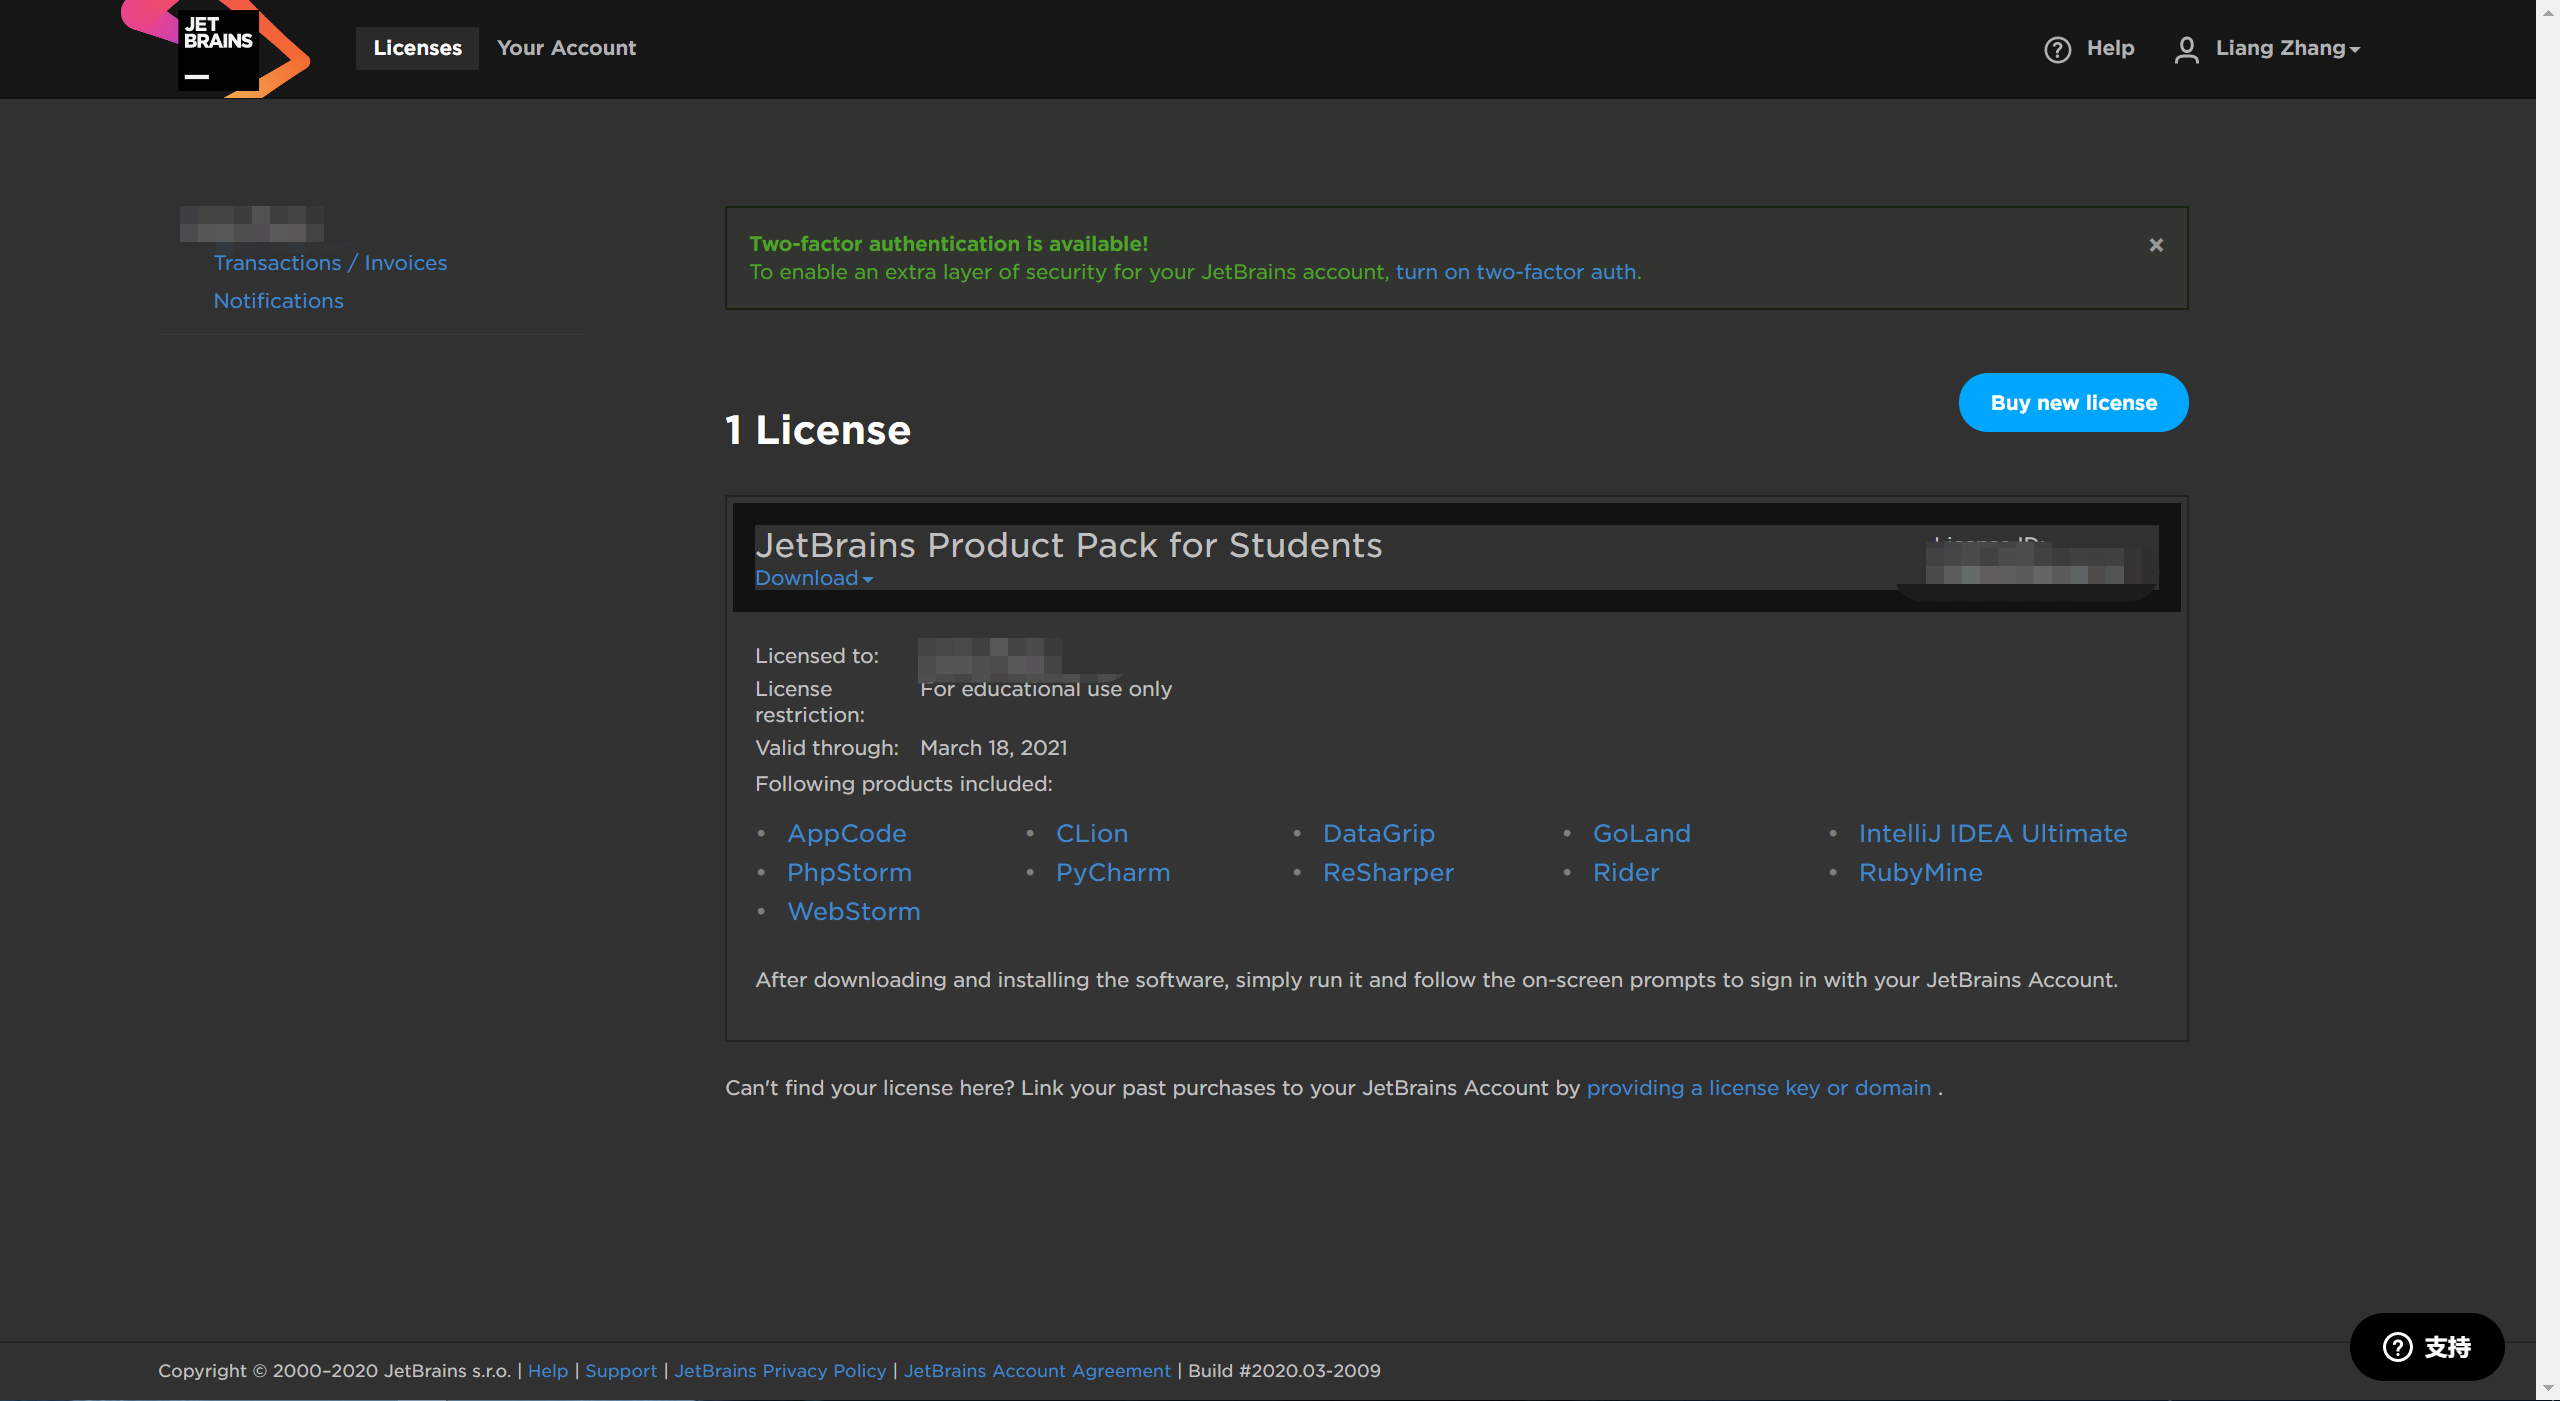 JET
BRAINS
Licenses
Your Account
Help
Liang Zhang
Transactions / Invoices
Notifications
Two-factor authentication is available!
To enable an extra layer of security for your JetBrains account, turn on two-factor auth.
1 License
Buy new license
JetBrains Product Pack for Students
Download
License ID:
Licensed to:
License restriction:
For educational use only
Valid through: March 18, 2021
Following products included:
• AppCode • CLion • DataGrip • GoLand • IntelliJ IDEA Ultimate
• PhpStorm • PyCharm • ReSharper • Rider • RubyMine
• WebStorm
After downloading and installing the software, simply run it and follow the on-screen prompts to sign in with your JetBrains Account.
Can't find your license here? Link your past purchases to your JetBrains Account by providing a license key or domain .
支持
Copyright © 2000–2020 JetBrains s.r.o. | Help | Support | JetBrains Privacy Policy | JetBrains Account Agreement | Build #2020.03-2009